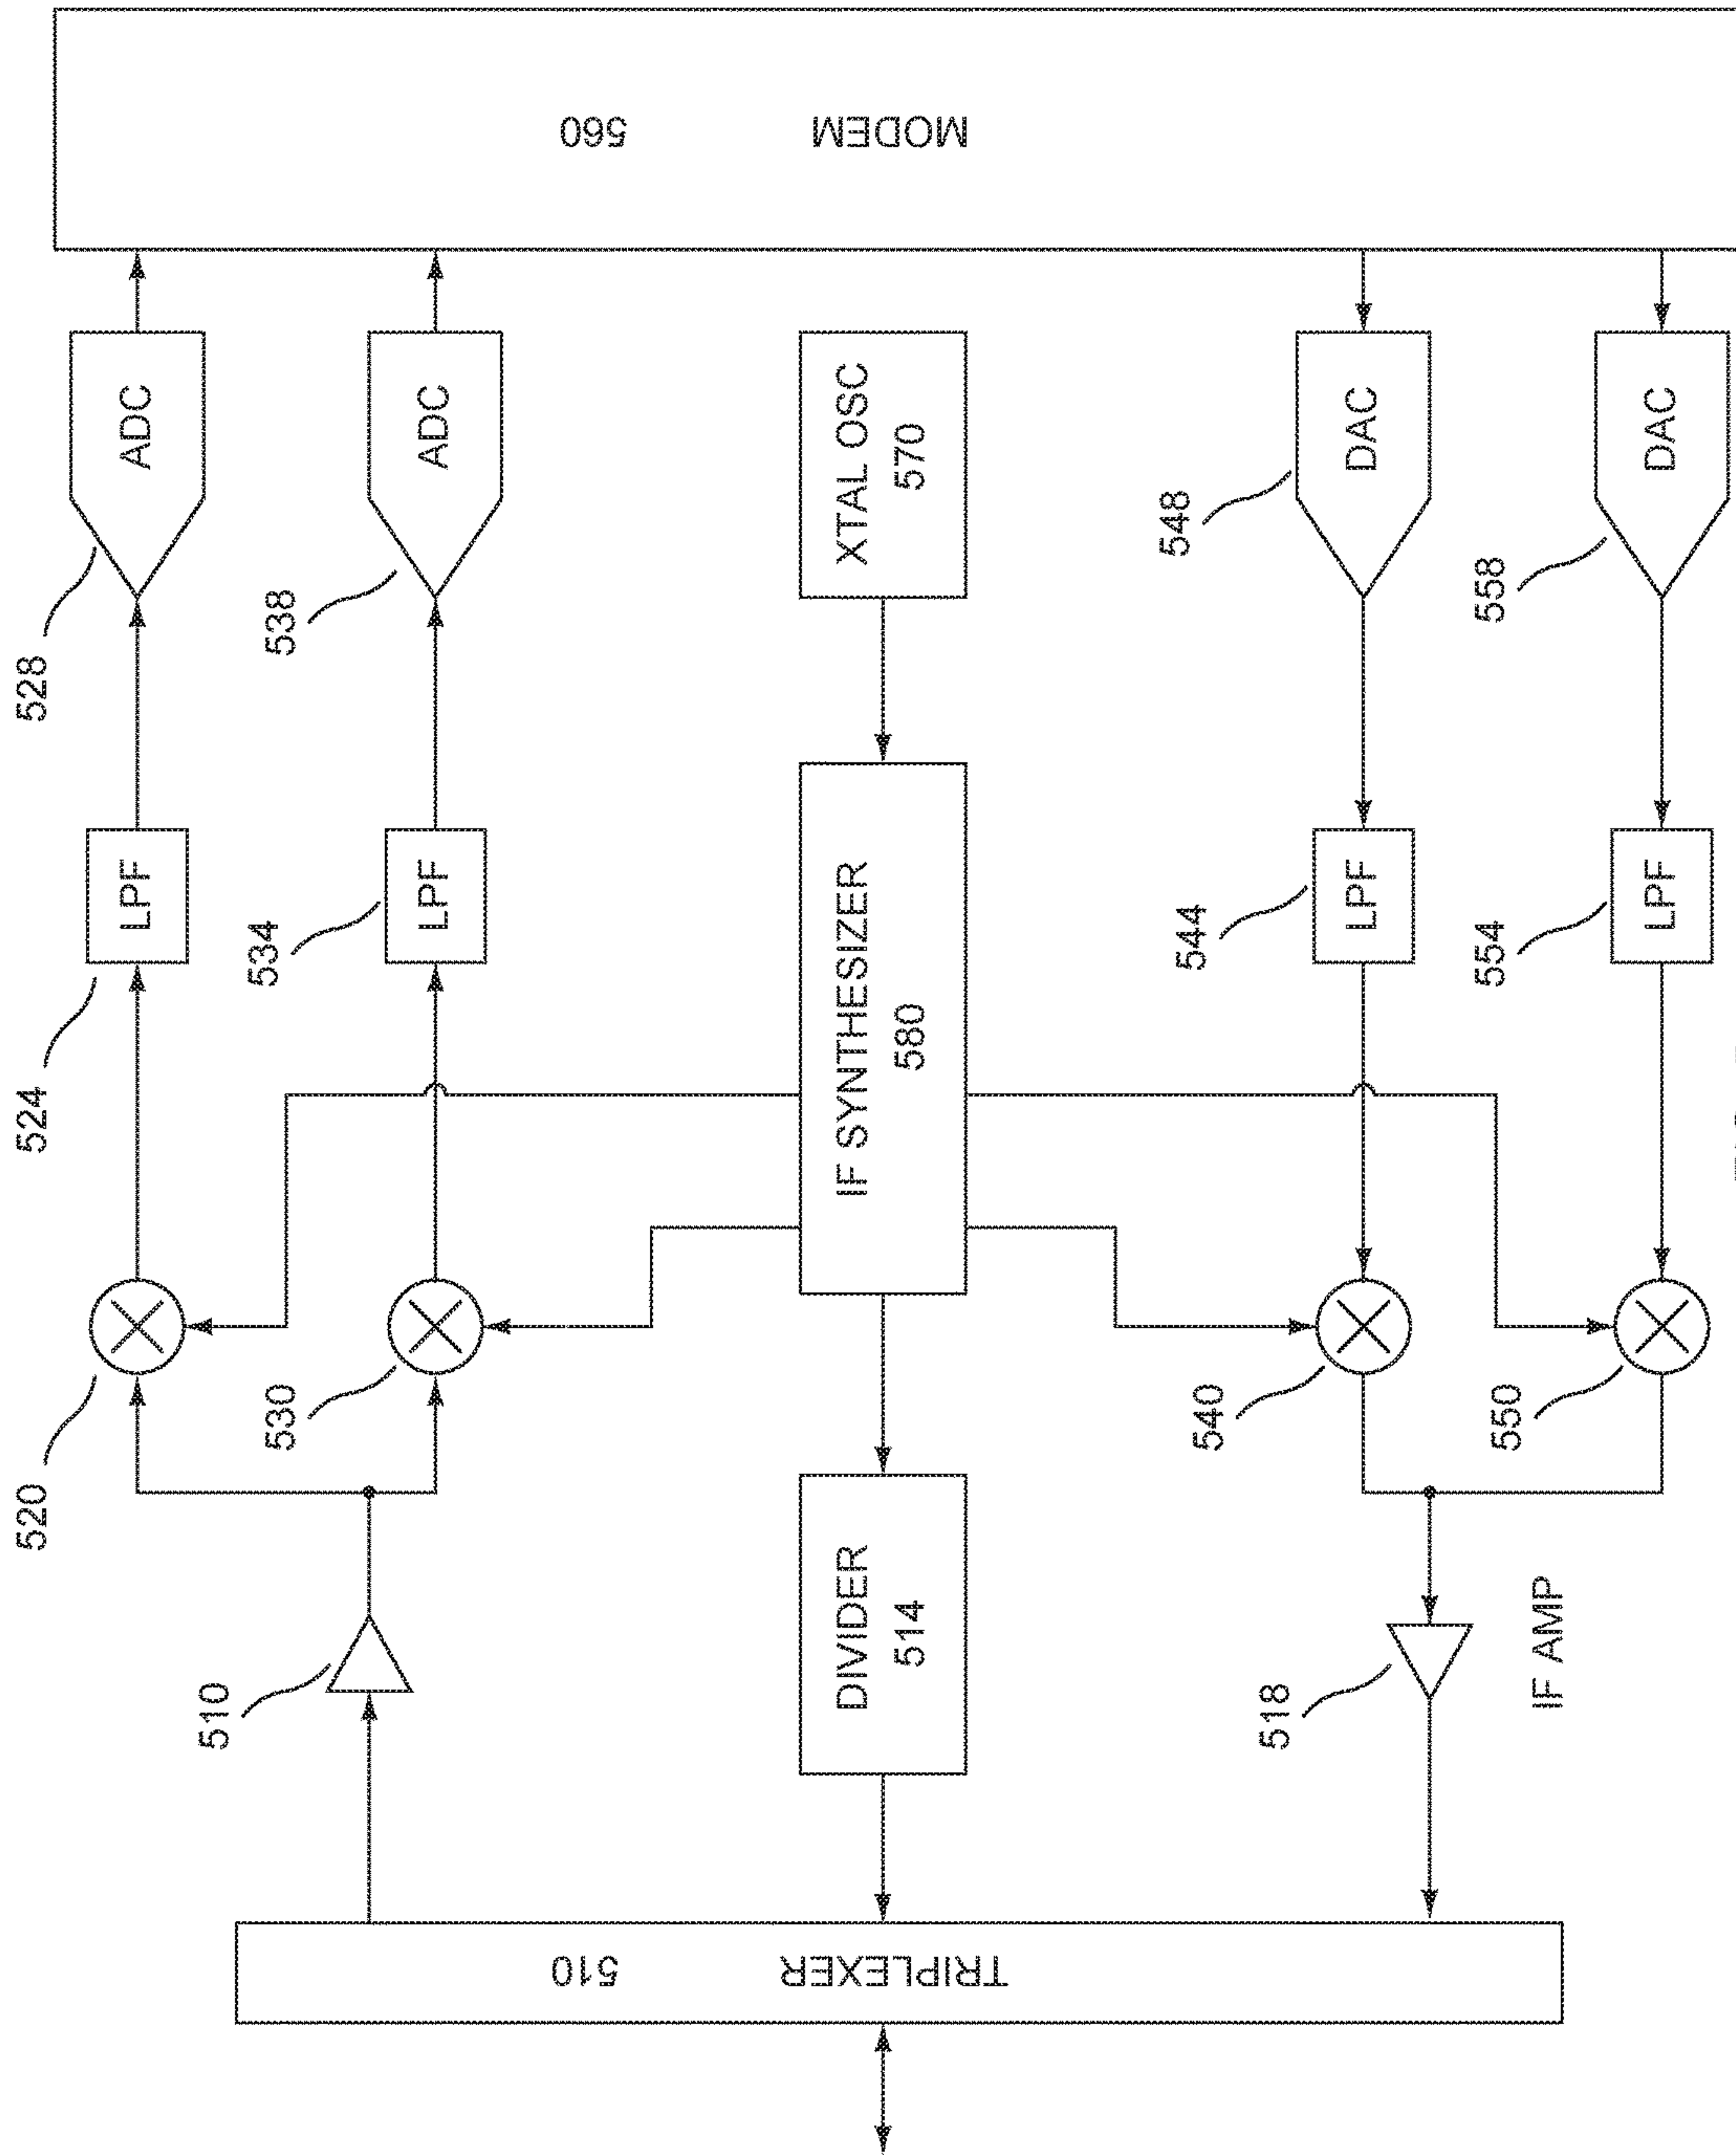 528
ADC
524
LPF
520
538
ADC
534
LPF
530
510
MODEM
560
XTAL OSC
570
IF SYNTHESIZER
580
DIVIDER
514
TRIPLEXER
510
548
DAC
544
LPF
540
518
IF AMP
558
DAC
554
LPF
550